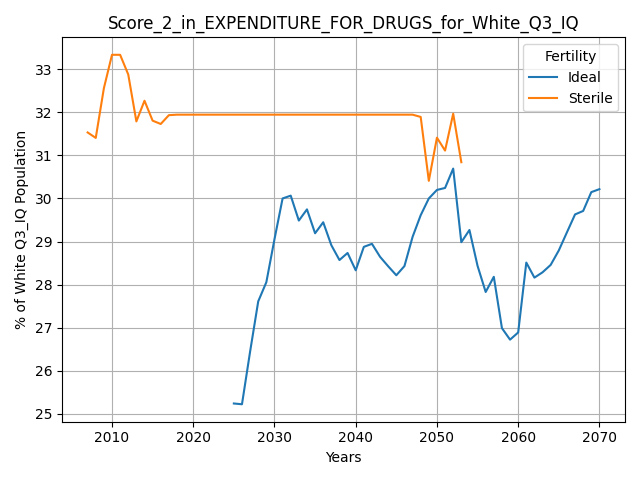 Score_2_in_EXPENDITURE_FOR_DRUGS_for_White_Q3_IQ
Fertility
Ideal
Sterile
% of White Q3_IQ Population
33
32
31
30
29
28
27
26
25
2010 2020 2030 2040 2050 2060 2070
Years